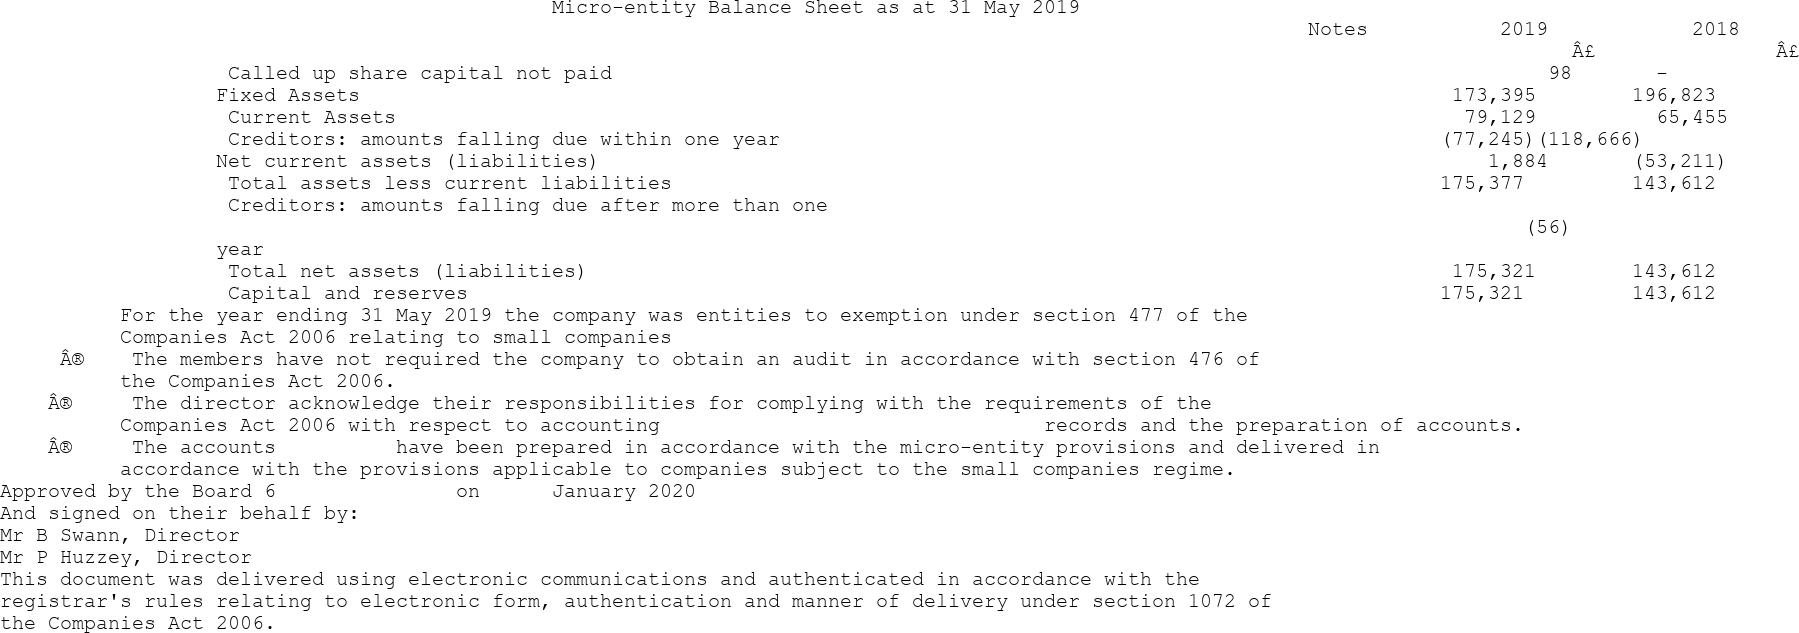 Micro-entity Balance Sheet as at 31 May 2019
Notes 2019 2018
Â£ Â£
Called up share capital not paid 98 -
Fixed Assets 173,395 196,823
Current Assets 79,129 65,455
Creditors: amounts falling due within one year (77,245) (118,666)
Net current assets (liabilities) 1,884 (53,211)
Total assets less current liabilities 175,377 143,612
Creditors: amounts falling due after more than one
(56)
year
Total net assets (liabilities) 175,321 143,612
Capital and reserves 175,321 143,612
For the year ending 31 May 2019 the company was entities to exemption under section 477 of the
Companies Act 2006 relating to small companies
Â® The members have not required the company to obtain an audit in accordance with section 476 of
the Companies Act 2006.
Â® The director acknowledge their responsibilities for complying with the requirements of the
Companies Act 2006 with respect to accounting records and the preparation of accounts.
Â® The accounts have been prepared in accordance with the micro-entity provisions and delivered in
accordance with the provisions applicable to companies subject to the small companies regime.
Approved by the Board 6 on January 2020
And signed on their behalf by:
Mr B Swann, Director
Mr P Huzzey, Director
This document was delivered using electronic communications and authenticated in accordance with the
registrar's rules relating to electronic form, authentication and manner of delivery under section 1072 of
the Companies Act 2006.